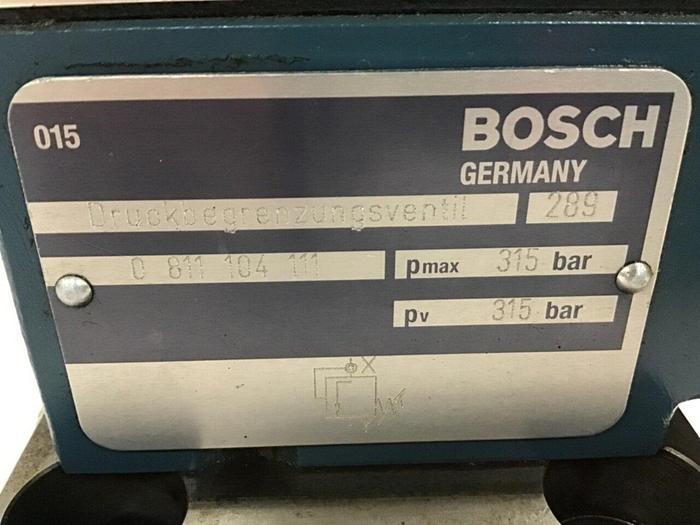 015
BOSCH
GERMANY
Druckbegrenzungsventil 289
0 811 104 111 pmax 315 bar
pv 315 bar
X